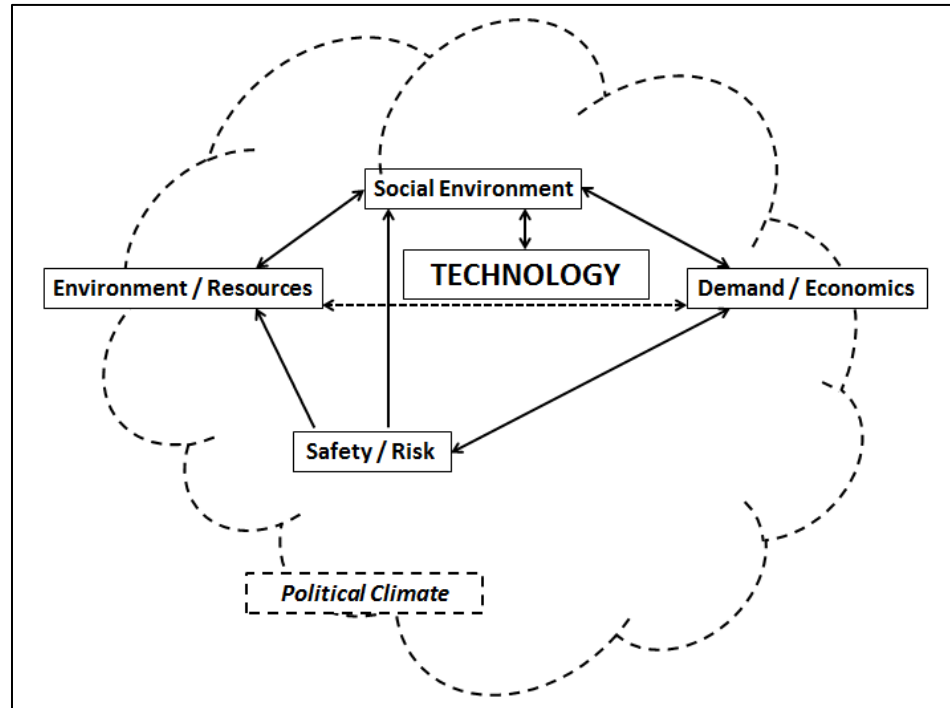 Social Environment
TECHNOLOGY
Environment / Resources
Demand / Economics
Safety / Risk
Political Climate